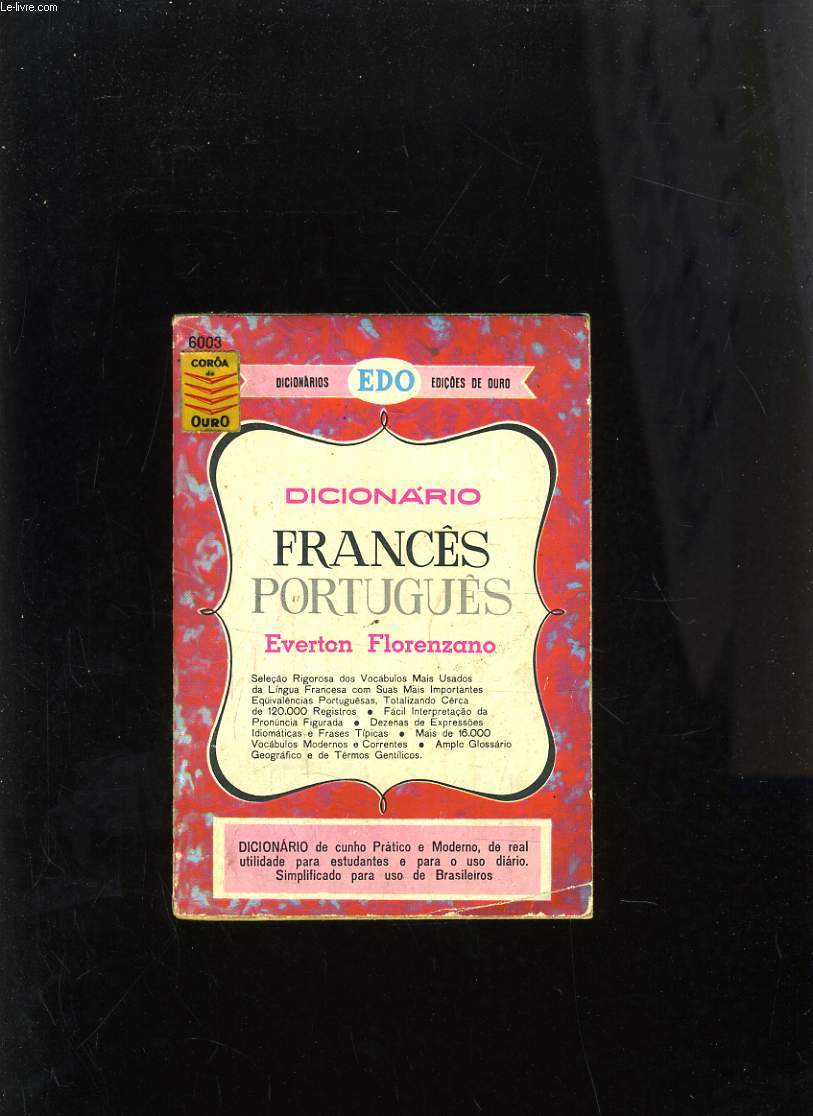 Le-livre.com
6003
CORÔA
de
OURO
DICIONÁRIOS EDO EDIÇÕES DE OURO
DICIONÁRIO
FRANCÊS
PORTUGUÊS
Everton Florenzano
Seleção Rigorosa dos Vocábulos Mais Usados
da Língua Francesa com Suas Mais Importantes
Eqüivalências Portuguêsas, Totalizando Cêrca
de 120.000 Registros • Fácil Interpretação da
Pronúncia Figurada • Dezenas de Expressões
Idiomáticas e Frases Típicas • Mais de 16.000
Vocábulos Modernos e Correntes • Amplo Glossário
Geográfico e de Têrmos Gentílicos.
DICIONÁRIO de cunho Prático e Moderno, de real
utilidade para estudantes e para o uso diário.
Simplificado para uso de Brasileiros